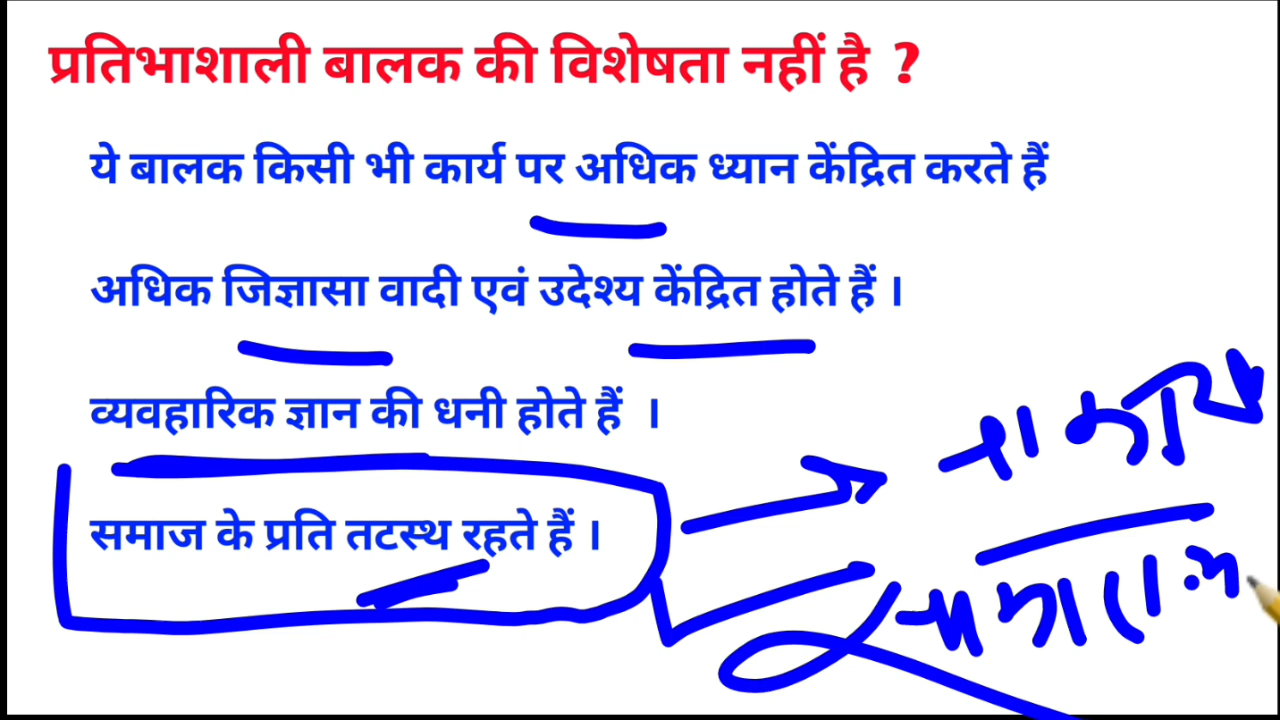 प्रतिभाशाली बालक की विशेषता नहीं है ?
ये बालक किसी भी कार्य पर अधिक ध्यान केंद्रित करते हैं
अधिक जिज्ञासा वादी एवं उदेश्य केंद्रित होते हैं ।
व्यवहारिक ज्ञान की धनी होते हैं ।
समाज के प्रति तटस्थ रहते हैं ।